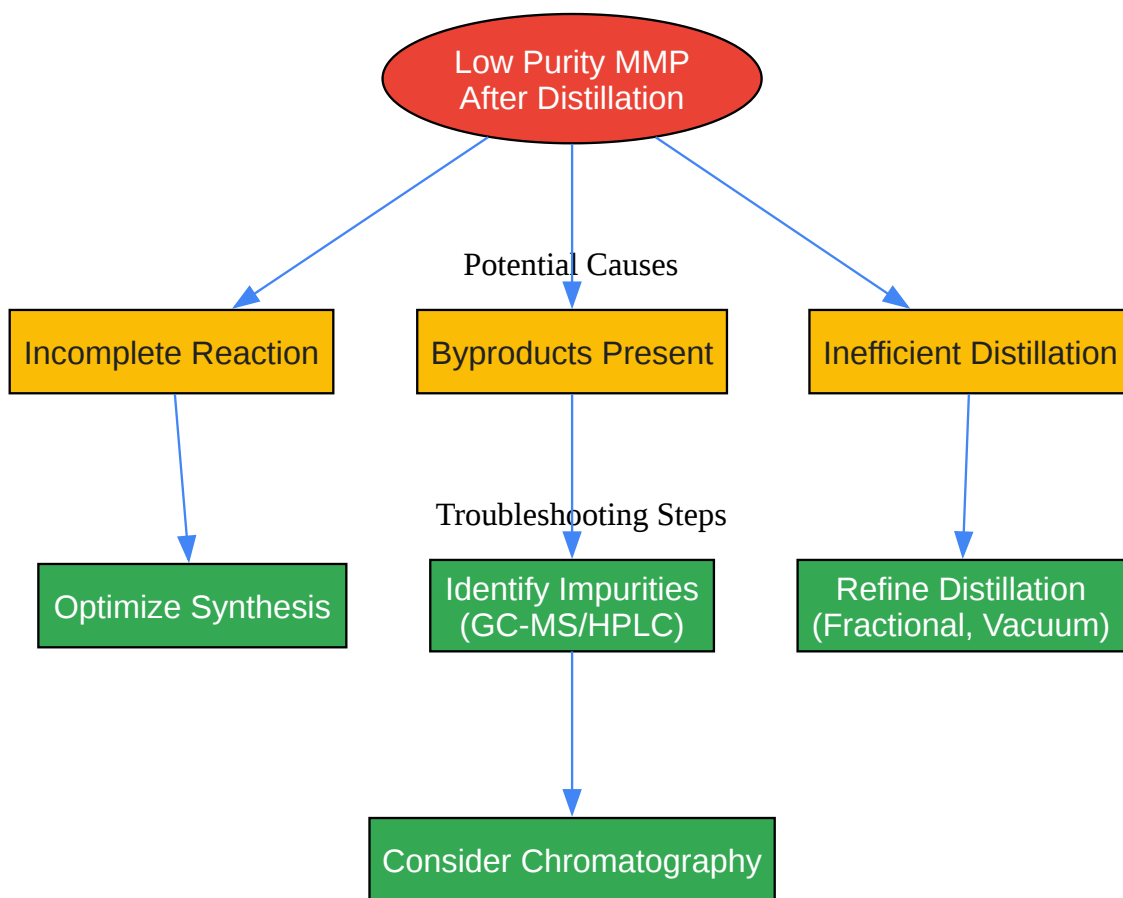 Low Purity MMP
After Distillation
Potential Causes
Incomplete Reaction
Byproducts Present
Inefficient Distillation
Troubleshooting Steps
Optimize Synthesis
Identify Impurities
(GC-MS/HPLC)
Refine Distillation
(Fractional, Vacuum)
Consider Chromatography